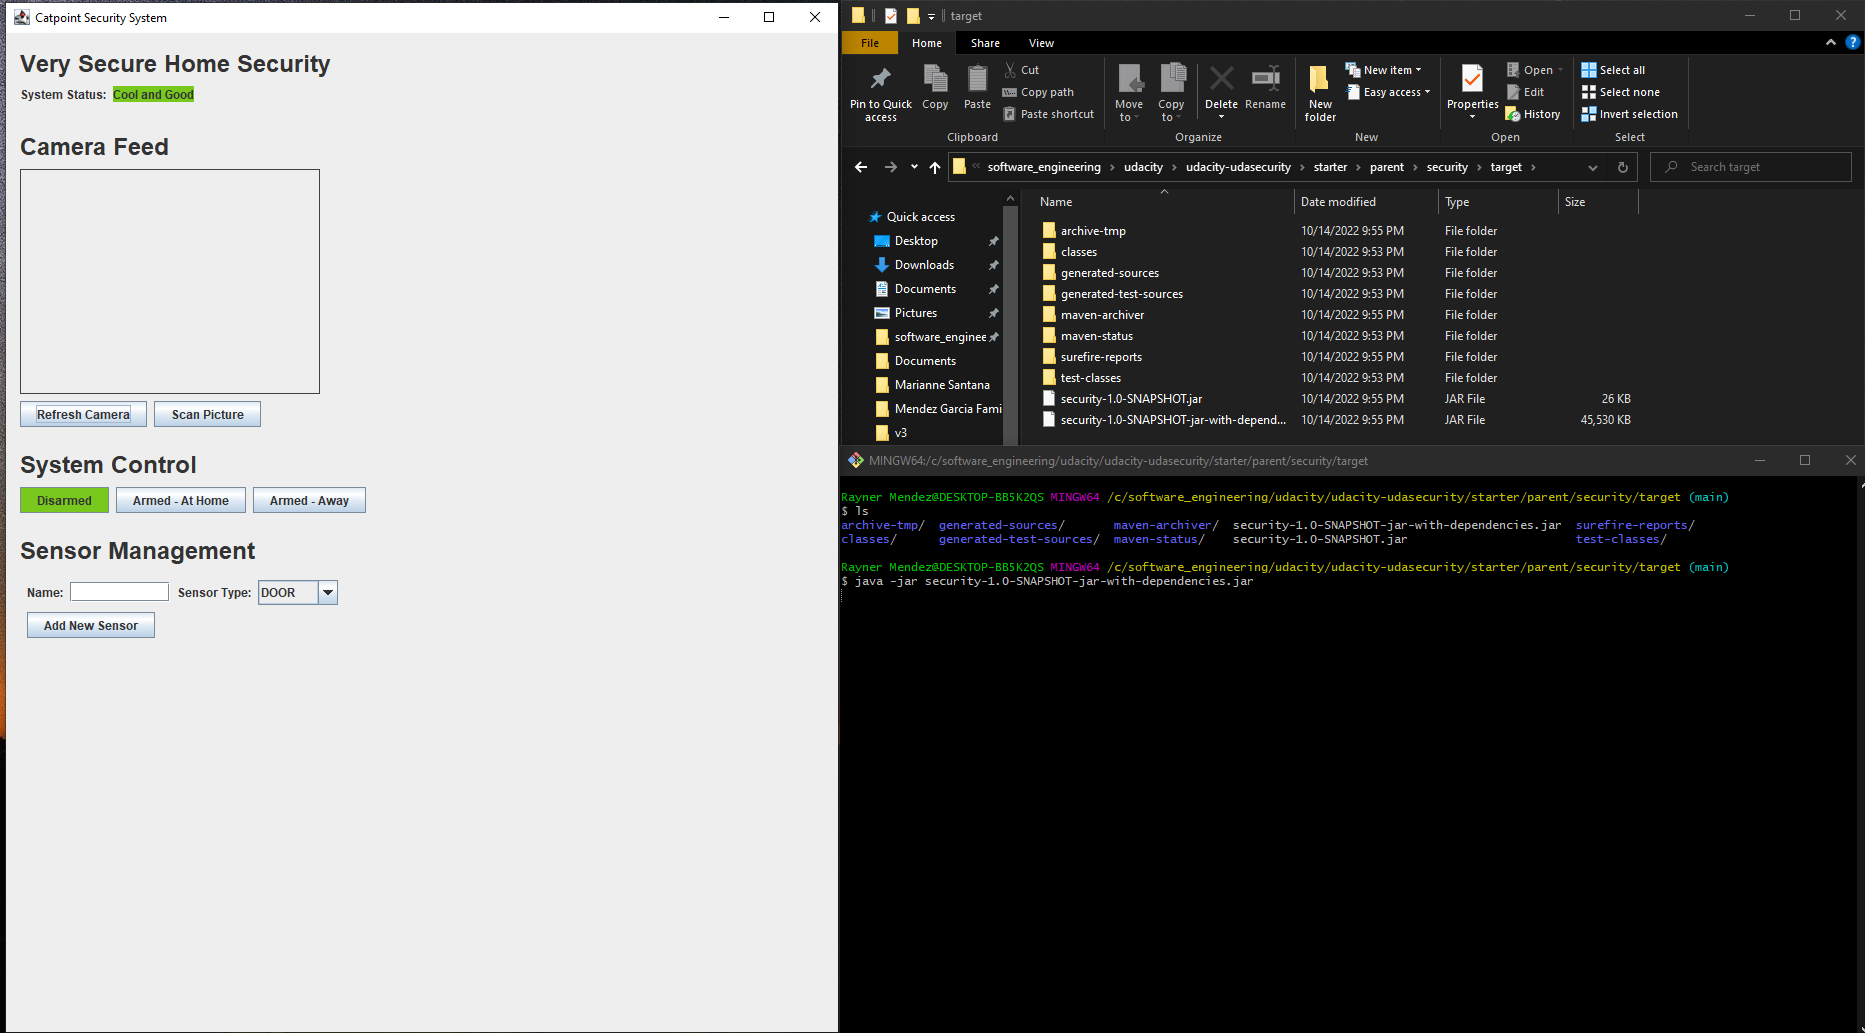 Catpoint Security System
Very Secure Home Security
System Status: Cool and Good
Camera Feed
Refresh Camera
Scan Picture
System Control
Disarmed
Armed - At Home
Armed - Away
Sensor Management
Name:
Sensor Type: DOOR
Add New Sensor
target
File
Home
Share
View
Pin to Quick access
Copy
Paste
Cut
Copy path
Paste shortcut
Clipboard
Move to
Copy to
Delete
Rename
Organize
New folder
New item
Easy access
New
Properties
Open
Edit
History
Open
Select all
Select none
Invert selection
Select
« software_engineering › udacity › udacity-udasecurity › starter › parent › security › target ›
Search target
Quick access
Desktop
Downloads
Documents
Pictures
software_enginee
Documents
Marianne Santana
Mendez Garcia Fami
v3
Name Date modified Type Size
archive-tmp 10/14/2022 9:55 PM File folder
classes 10/14/2022 9:53 PM File folder
generated-sources 10/14/2022 9:53 PM File folder
generated-test-sources 10/14/2022 9:53 PM File folder
maven-archiver 10/14/2022 9:55 PM File folder
maven-status 10/14/2022 9:53 PM File folder
surefire-reports 10/14/2022 9:55 PM File folder
test-classes 10/14/2022 9:53 PM File folder
security-1.0-SNAPSHOT.jar 10/14/2022 9:55 PM JAR File 26 KB
security-1.0-SNAPSHOT-jar-with-depend... 10/14/2022 9:55 PM JAR File 45,530 KB
MINGW64:/c/software_engineering/udacity/udacity-udasecurity/starter/parent/security/target
Rayner Mendez@DESKTOP-BB5K2QS MINGW64 /c/software_engineering/udacity/udacity-udasecurity/starter/parent/security/target (main)
$ ls
archive-tmp/ generated-sources/ maven-archiver/ security-1.0-SNAPSHOT-jar-with-dependencies.jar surefire-reports/
classes/ generated-test-sources/ maven-status/ security-1.0-SNAPSHOT.jar test-classes/
Rayner Mendez@DESKTOP-BB5K2QS MINGW64 /c/software_engineering/udacity/udacity-udasecurity/starter/parent/security/target (main)
$ java -jar security-1.0-SNAPSHOT-jar-with-dependencies.jar